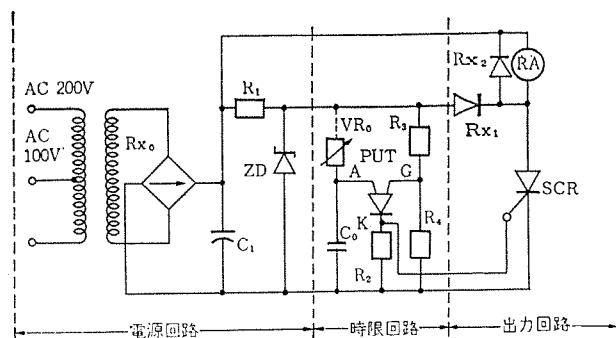 AC 200V
AC
100V
Rx₀
R₁
ZD
C₁
VR₀
PUT
A
G
K
C₀
R₂
R₃
R₄
Rx₂
RA
Rx₁
SCR
電源回路
時限回路
出力回路